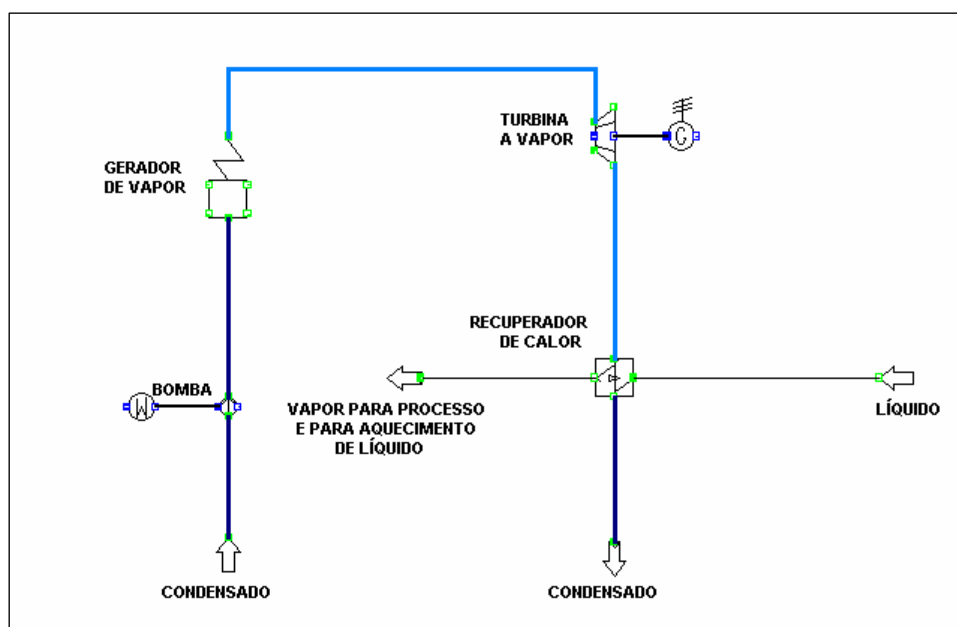 TURBINA
A VAPOR
G
GERADOR
DE VAPOR
RECUPERADOR
DE CALOR
BOMBA
W
VAPOR PARA PROCESSO
E PARA AQUECIMENTO
DE LÍQUIDO
LÍQUIDO
CONDENSADO
CONDENSADO